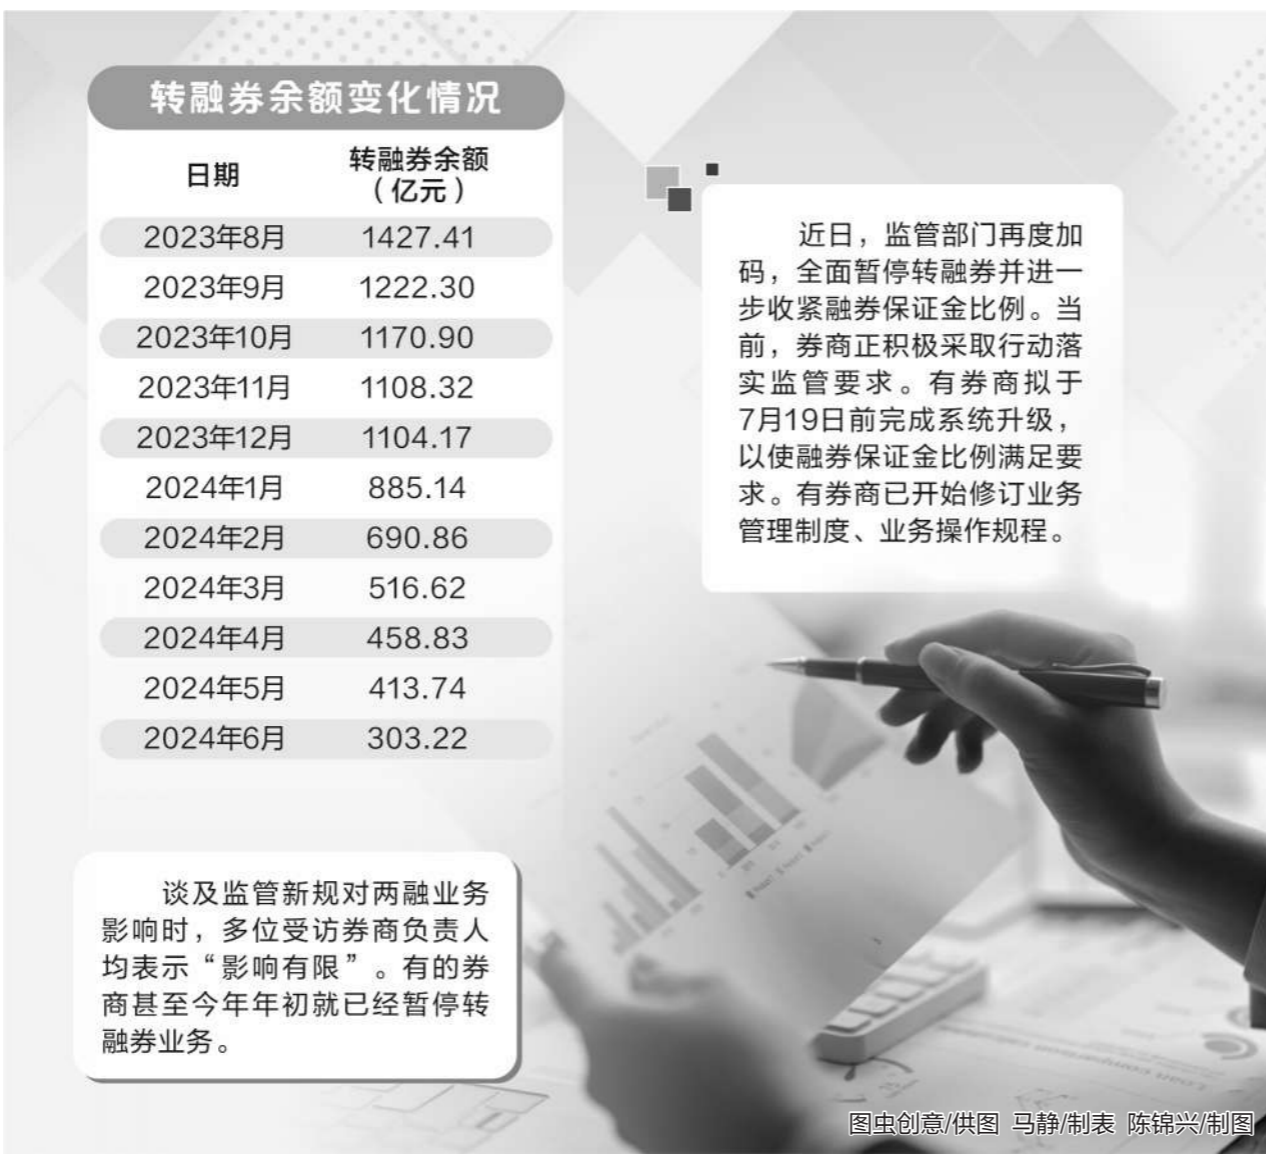 转融券余额变化情况
日期 转融券余额
（亿元）
2023年8月 1427.41
2023年9月 1222.30
2023年10月 1170.90
2023年11月 1108.32
2023年12月 1104.17
2024年1月 885.14
2024年2月 690.86
2024年3月 516.62
2024年4月 458.83
2024年5月 413.74
2024年6月 303.22
近日，监管部门再度加
码，全面暂停转融券并进一
步收紧融券保证金比例。当
前，券商正积极采取行动落
实监管要求。有券商拟于
7月19日前完成系统升级，
以使融券保证金比例满足要
求。有券商已开始修订业务
管理制度、业务操作规程。
谈及监管新规对两融业务
影响时，多位受访券商负责人
均表示“影响有限”。有的券
商甚至今年年初就已经暂停转
融券业务。
Loan comparison
图虫创意/供图 马静/制表 陈锦兴/制图